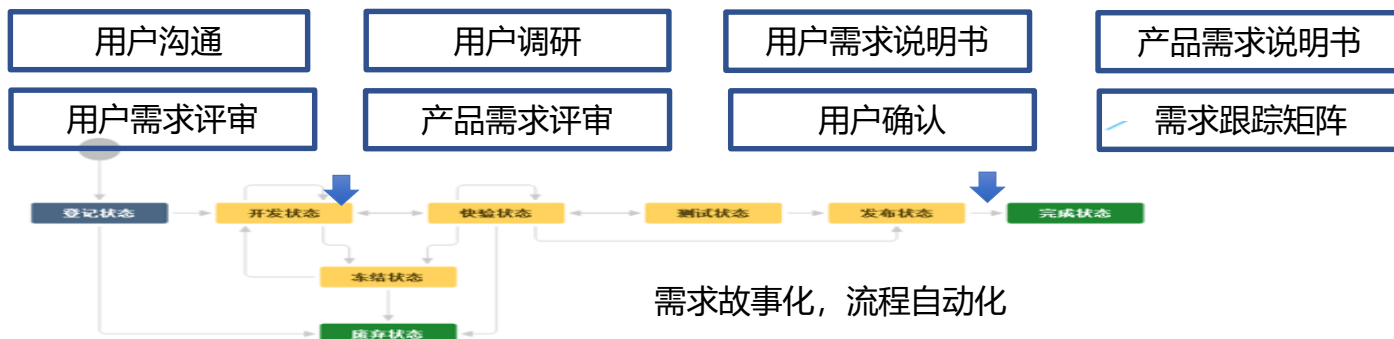 用户沟通
用户调研
用户需求说明书
产品需求说明书
用户需求评审
产品需求评审
用户确认
需求跟踪矩阵
登记状态
开发状态
快验状态
测试状态
发布状态
完成状态
冻结状态
需求故事化，流程自动化
废弃状态